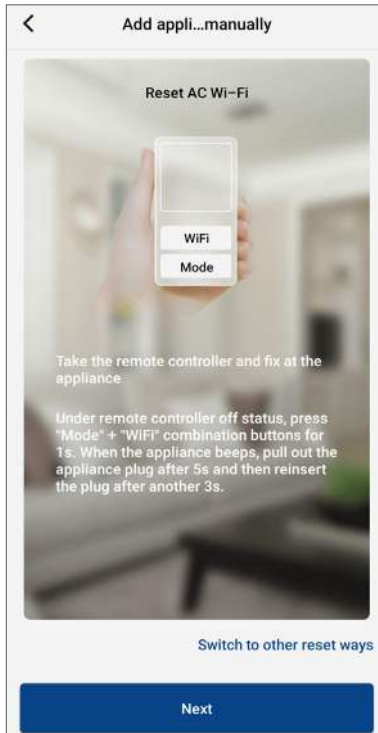 Add appli...manually
Reset AC Wi-Fi
WiFi
Mode
Take the remote controller and fix at the
appliance
Under remote controller off status, press
"Mode" + "WiFi" combination buttons for
1s. When the appliance beeps, pull out the
appliance plug after 5s and then reinsert
the plug after another 3s.
Switch to other reset ways
Next